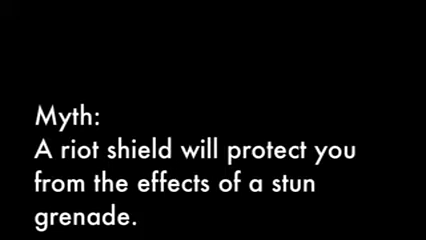 Myth:
A riot shield will protect you
from the effects of a stun
grenade.